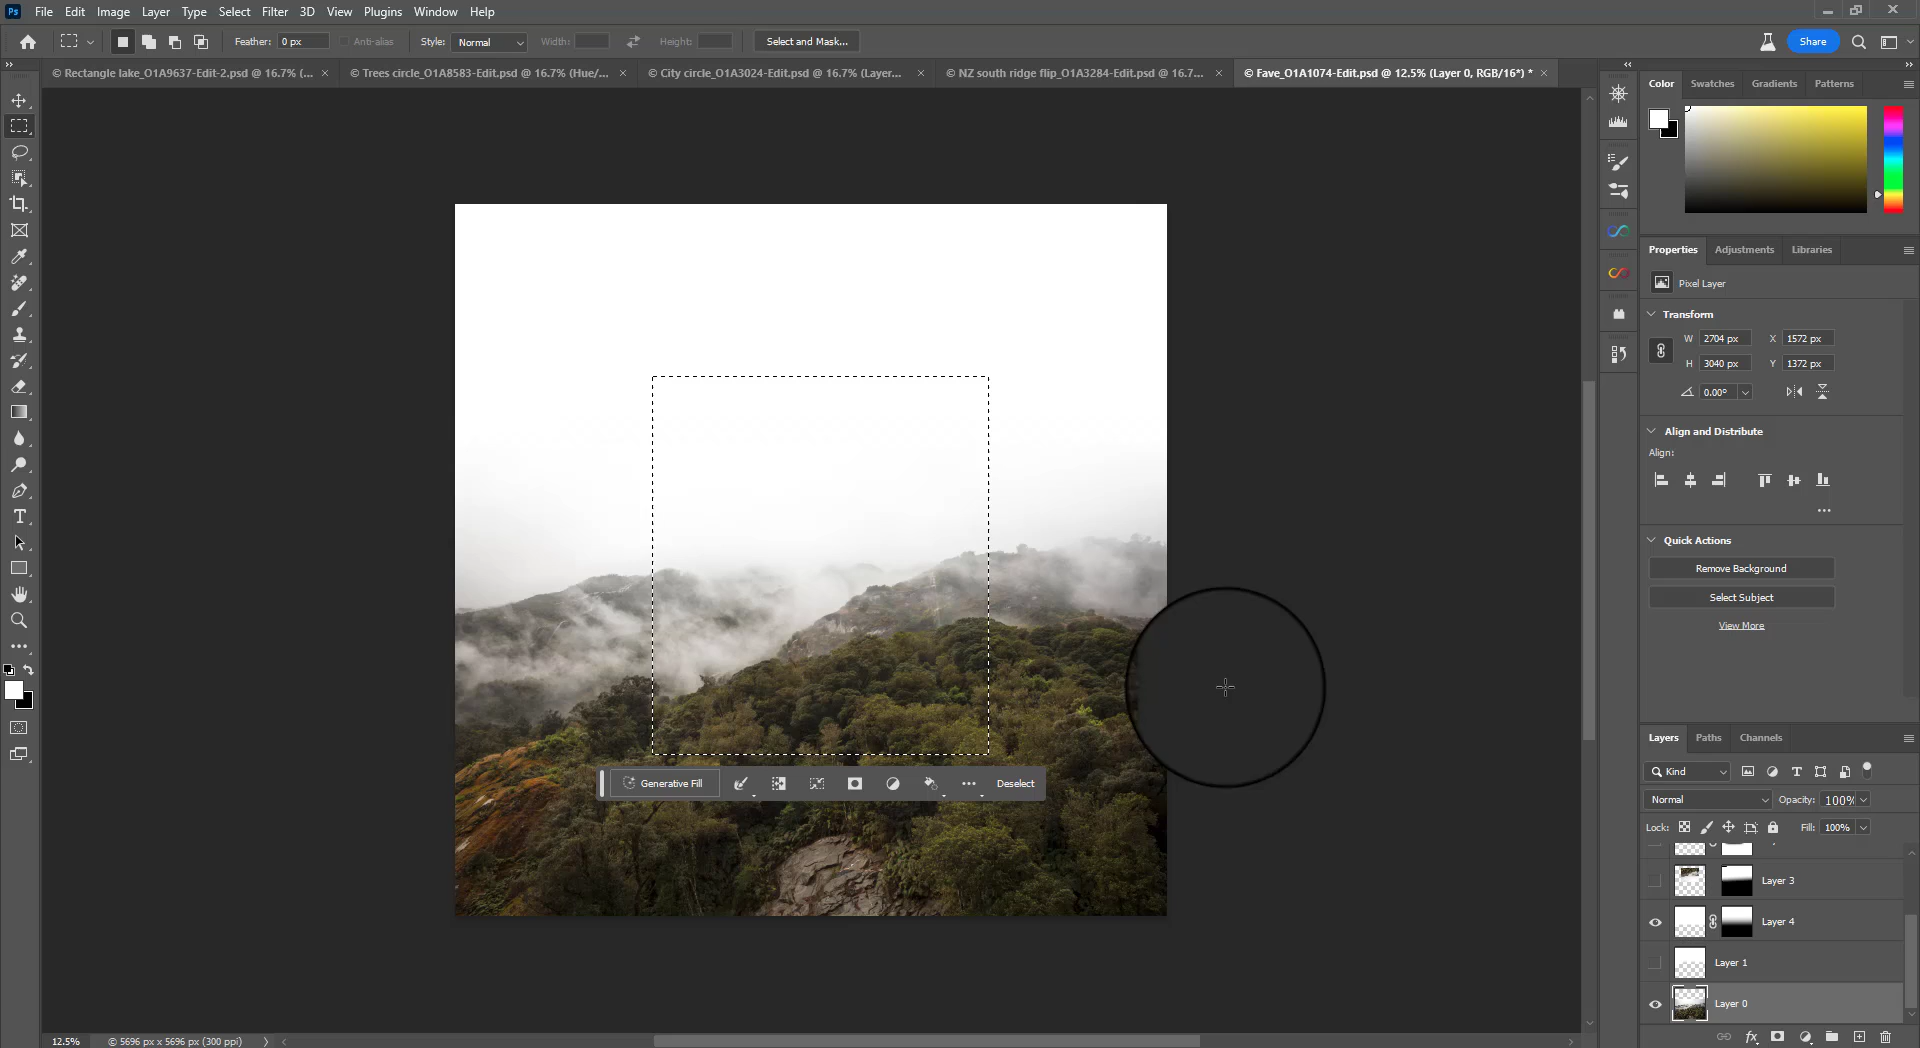 Ps File Edit Image Layer Type Select Filter 3D View Plugins Window Help
Feather: 0 px Anti-alias Style: Normal Width: Height: Select and Mask... Share
© Rectangle lake_O1A9637-Edit-2.psd @ 16.7% (... × © Trees circle_O1A8583-Edit.psd @ 16.7% (Hue/... × © City circle_O1A3024-Edit.psd @ 16.7% (Layer... × © NZ south ridge flip_O1A3284-Edit.psd @ 16.7... × © Fave_O1A1074-Edit.psd @ 12.5% (Layer 0, RGB/16*) * ×
Color Swatches Gradients Patterns
Properties Adjustments Libraries
Pixel Layer
Transform
W 2704 px X 1572 px
H 3040 px Y 1372 px
0.00°
Align and Distribute
Align:
Quick Actions
Remove Background
Select Subject
View More
Generative Fill Deselect
Layers Paths Channels
Kind
Normal Opacity: 100%
Lock: Fill: 100%
Layer 3
Layer 4
Layer 1
Layer 0
12.5% © 5696 px x 5696 px (300 ppi)